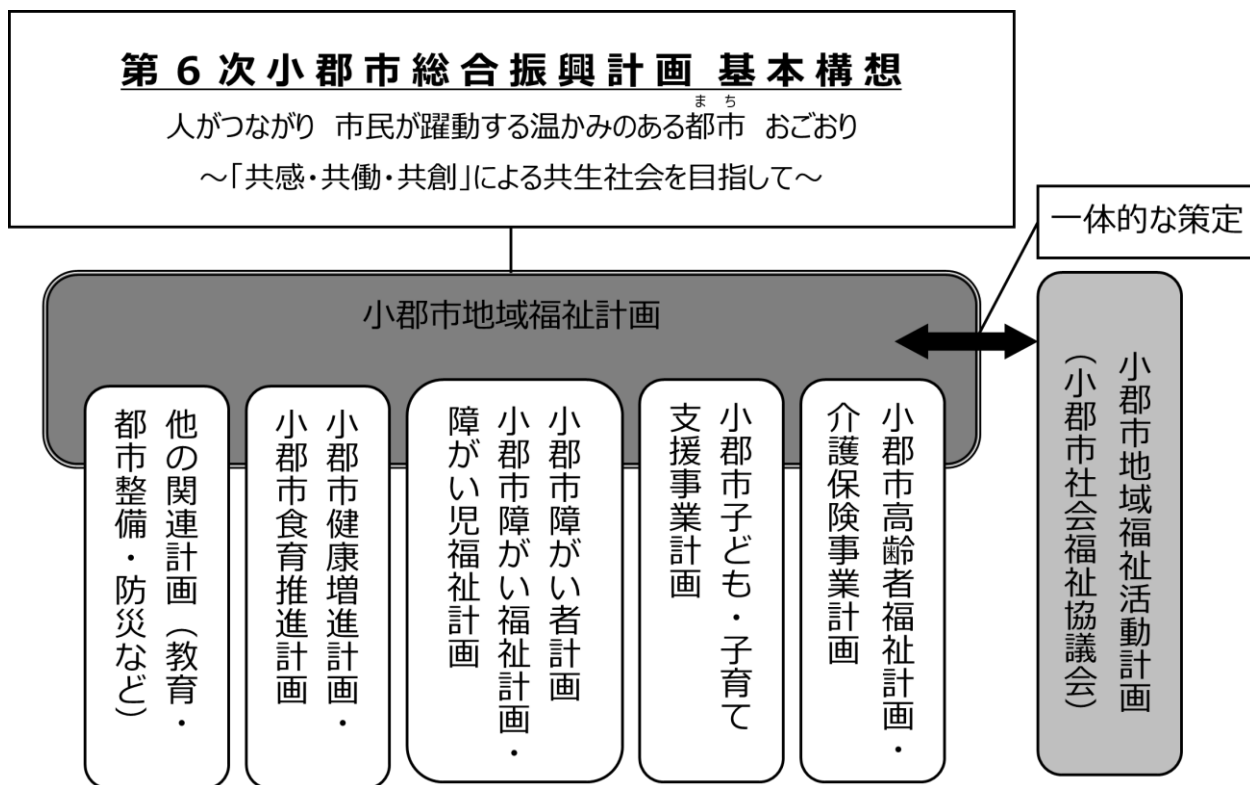 第6次小郡市総合振興計画 基本構想
人がつながり 市民が躍動する温かみのある都市 おごおり
まち
～「共感・共働・共創」による共生社会を目指して～
一体的な策定
小郡市地域福祉計画
小郡市地域福祉活動計画
（小郡市社会福祉協議会）
小郡市高齢者福祉計画・
介護保険事業計画
小郡市子ども・子育て
支援事業計画
小郡市障がい者計画
小郡市障がい福祉計画・
障がい児福祉計画
小郡市健康増進計画・
小郡市食育推進計画
他の関連計画（教育・
都市整備・防災など）